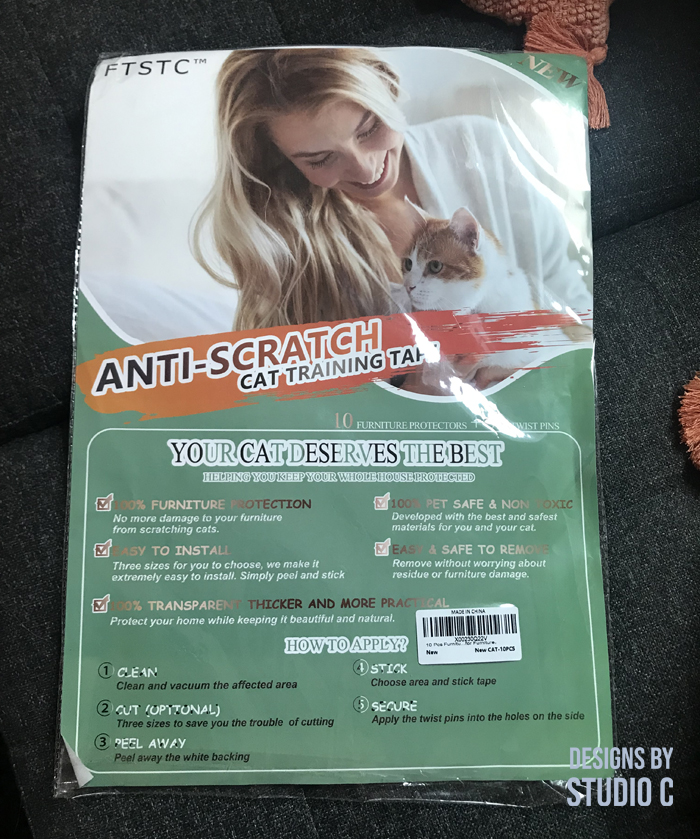 FTSTC™
NEW
ANTI-SCRATCH
CAT TRAINING TAPE
10 FURNITURE PROTECTORS + TWIST PINS
YOUR CAT DESERVES THE BEST
HELPING YOU KEEP YOUR WHOLE HOUSE PROTECTED
100% FURNITURE PROTECTION
No more damage to your furniture
from scratching cats.
100% PET SAFE & NON TOXIC
Developed with the best and safest
materials for you and your cat.
EASY TO INSTALL
Three sizes for you to choose, we make it
extremely easy to install. Simply peel and stick
EASY & SAFE TO REMOVE
Remove without worrying about
residue or furniture damage.
100% TRANSPARENT THICKER AND MORE PRACTICAL
Protect your home while keeping it beautiful and natural.
MADE IN CHINA
X00230Q22V
10 Pcs Furnitu...for Furniture,
New
New CAT-10PCS
HOW TO APPLY?
1 CLEAN
Clean and vacuum the affected area
2 CUT (OPTIONAL)
Three sizes to save you the trouble of cutting
3 PEEL AWAY
Peel away the white backing
4 STICK
Choose area and stick tape
5 SECURE
Apply the twist pins into the holes on the side
DESIGNS BY
STUDIO C